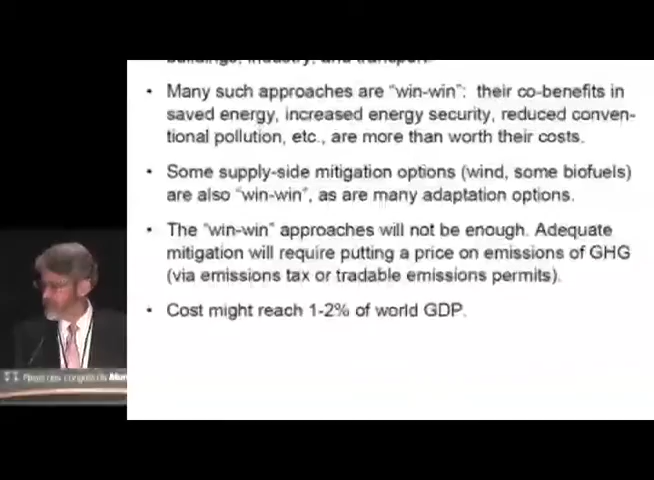 buildings, industry, and transport.
• Many such approaches are "win-win": their co-benefits in
saved energy, increased energy security, reduced conven-
tional pollution, etc., are more than worth their costs.
• Some supply-side mitigation options (wind, some biofuels)
are also "win-win", as are many adaptation options.
• The "win-win" approaches will not be enough. Adequate
mitigation will require putting a price on emissions of GHG
(via emissions tax or tradable emissions permits).
• Cost might reach 1-2% of world GDP.